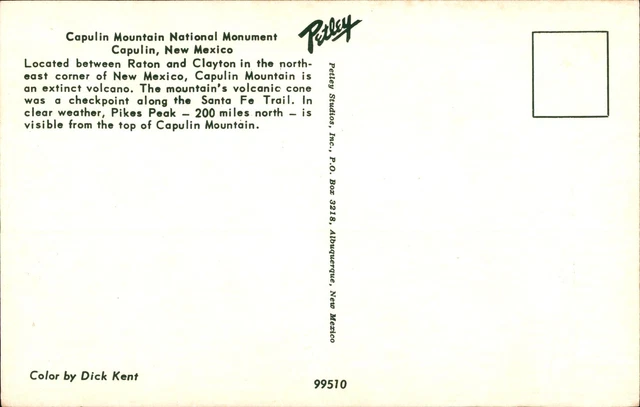 Capulin Mountain National Monument
Capulin, New Mexico
Located between Raton and Clayton in the north-
east corner of New Mexico, Capulin Mountain is
an extinct volcano. The mountain's volcanic cone
was a checkpoint along the Santa Fe Trail. In
clear weather, Pikes Peak — 200 miles north — is
visible from the top of Capulin Mountain.
Petley
Petley Studios, Inc., P.O. Box 3218, Albuquerque, New Mexico
Color by Dick Kent
99510